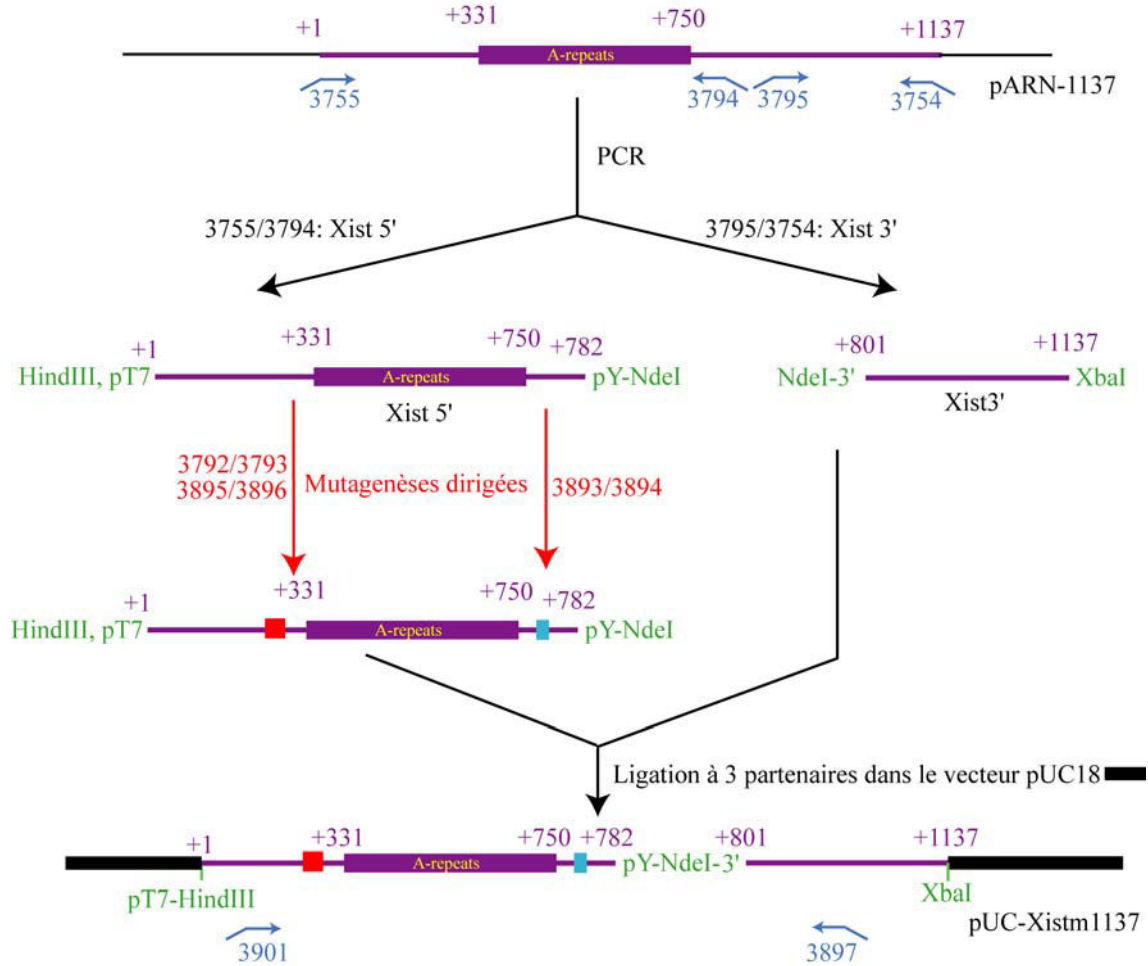 +1 +331 +750 +1137
A-repeats
3755 3794 3795 3754 pARN-1137
PCR
3755/3794: Xist 5' 3795/3754: Xist 3'
+1 +331 +750 +782 +801 +1137
HindIII, pT7 A-repeats pY-NdeI NdeI-3' XbaI
Xist 5' Xist3'
3792/3793
3895/3896 Mutagenèses dirigées 3893/3894
+1 +331 +750 +782
HindIII, pT7 A-repeats pY-NdeI
Ligation à 3 partenaires dans le vecteur pUC18
+1 +331 +750 +782 +801 +1137
A-repeats pY-NdeI-3'
pT7-HindIII XbaI
pUC-Xistm1137
3901 3897